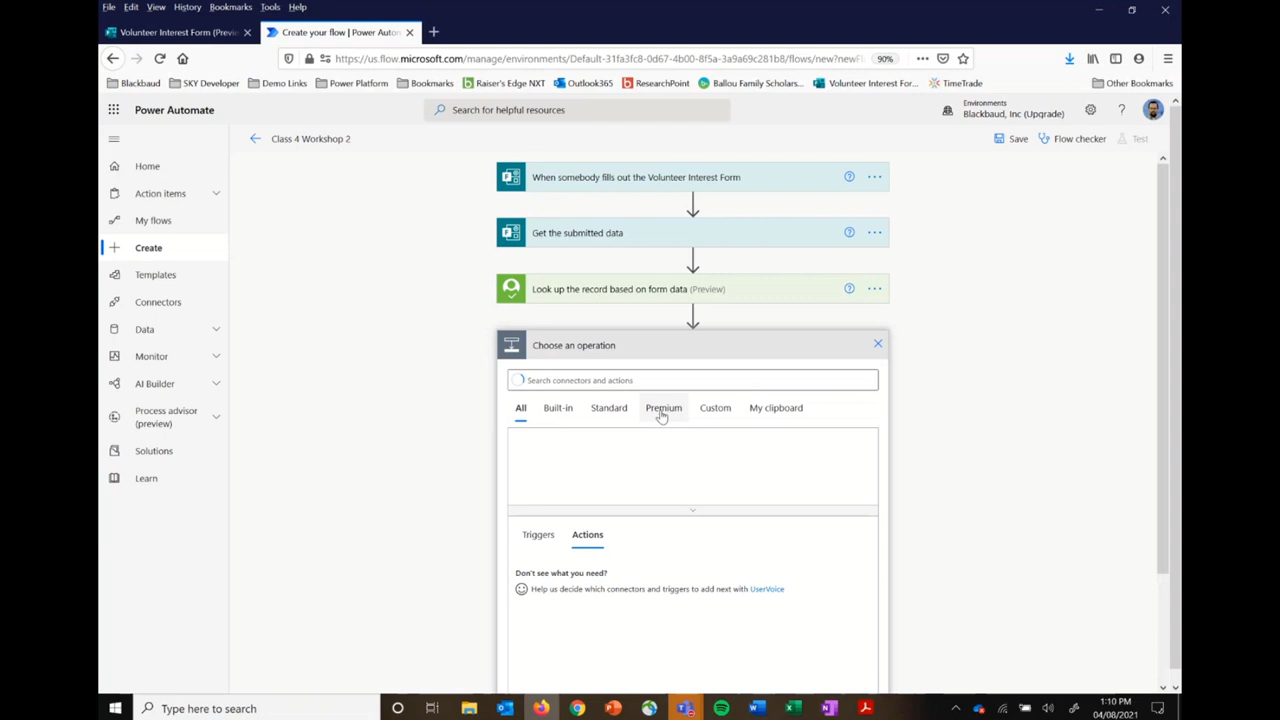 File Edit View History Bookmarks Tools Help
Volunteer Interest Form (Previ
Create your flow | Power Autom
https://us.flow.microsoft.com/manage/environments/Default-31fa3fc8-0d67-4b00-8f5a-3a9a69c281b8/flows/new?newFl
90%
Blackbaud SKY Developer Demo Links Power Platform Bookmarks Raiser's Edge NXT Outlook365 ResearchPoint Ballou Family Scholars... Volunteer Interest For... TimeTrade Other Bookmarks
Power Automate
Search for helpful resources
Environments
Blackbaud, Inc (Upgrade)
Class 4 Workshop 2
Save Flow checker Test
Home
Action items
My flows
Create
Templates
Connectors
Data
Monitor
AI Builder
Process advisor
(preview)
Solutions
Learn
When somebody fills out the Volunteer Interest Form
Get the submitted data
Look up the record based on form data (Preview)
Choose an operation
Search connectors and actions
All Built-in Standard Premium Custom My clipboard
Triggers Actions
Don't see what you need?
Help us decide which connectors and triggers to add next with UserVoice
Type here to search
1:10 PM
04/08/2021